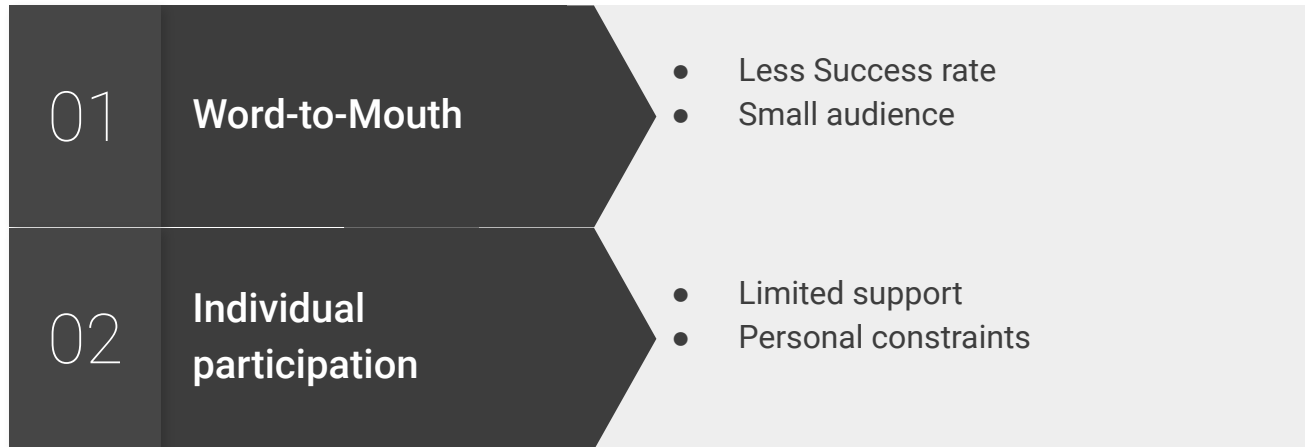 01
Word-to-Mouth
● Less Success rate
● Small audience
02
Individual
participation
● Limited support
● Personal constraints